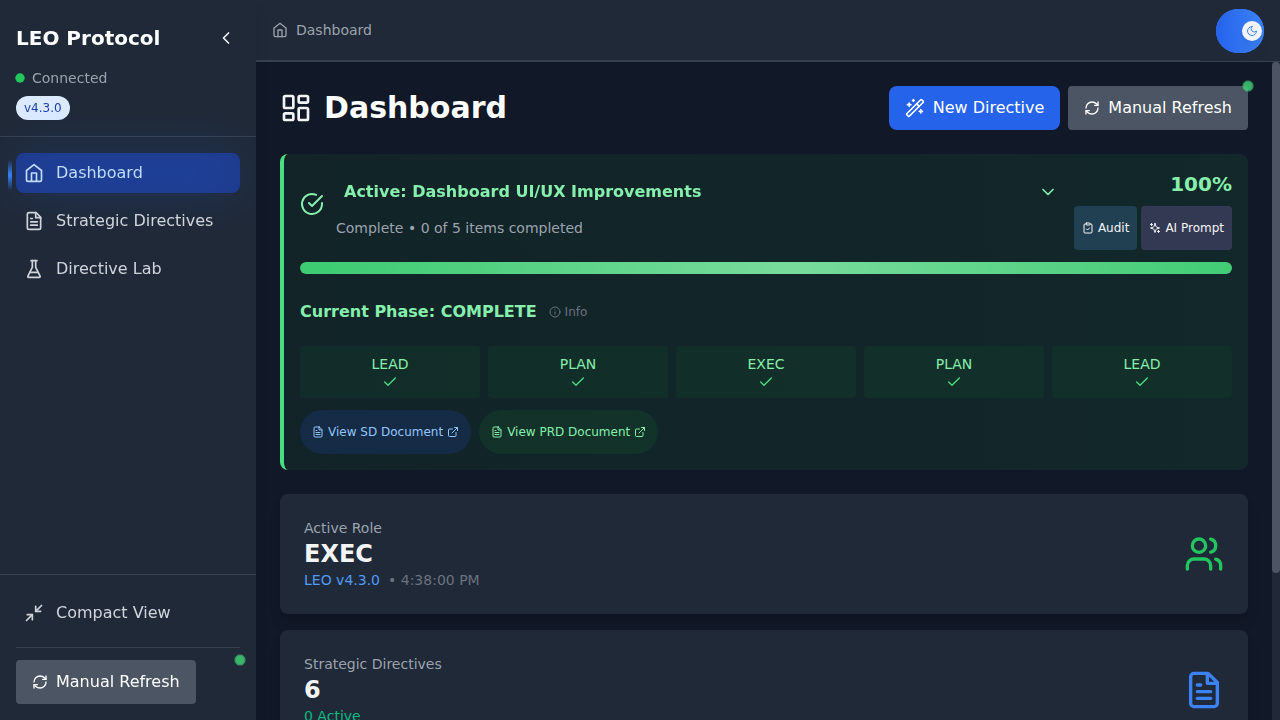 LEO Protocol
Connected
v4.3.0
Dashboard
Strategic Directives
Directive Lab
Compact View
Manual Refresh
Dashboard
Dashboard
New Directive
Manual Refresh
Active: Dashboard UI/UX Improvements
100%
Complete • 0 of 5 items completed
Audit
AI Prompt
Current Phase: COMPLETE
Info
LEAD
PLAN
EXEC
PLAN
LEAD
View SD Document
View PRD Document
Active Role
EXEC
LEO v4.3.0 • 4:38:00 PM
Strategic Directives
6
0 Active